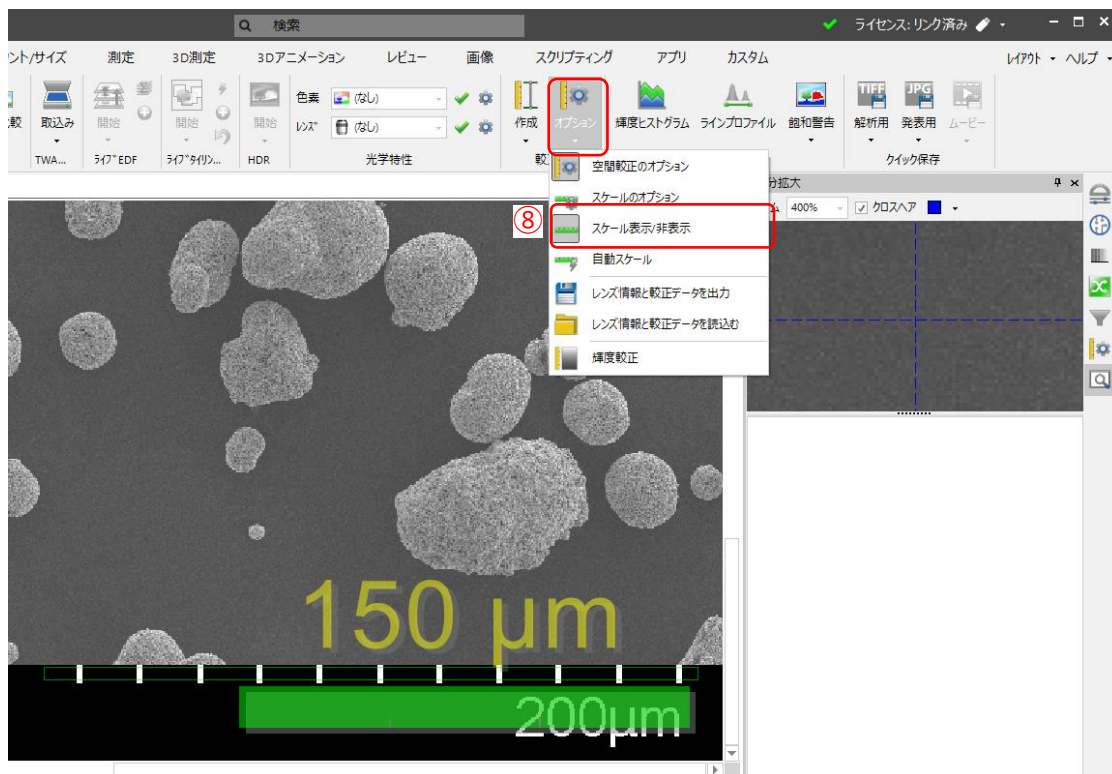 検索
ライセンス: リンク済み
ント/サイズ 測定 3D測定 3Dアニメーション レビュー 画像 スクリプティング アプリ カスタム レイアウト ヘルプ
較 取込み 開始 開始 開始 色素 (なし) 作成 オプション 輝度ヒストグラム ラインプロファイル 飽和警告 TIFF 解析用 JPG 発表用 ムービー
レンズ (なし)
TWA... ライブEDF ライブタイリン... HDR 光学特性 較 クイック保存
空間較正のオプション
スケールのオプション
⑧ スケール表示/非表示
自動スケール
レンズ情報と較正データを出力
レンズ情報と較正データを読込む
輝度較正
分拡大
400% クロスヘア
150 µm
200µm